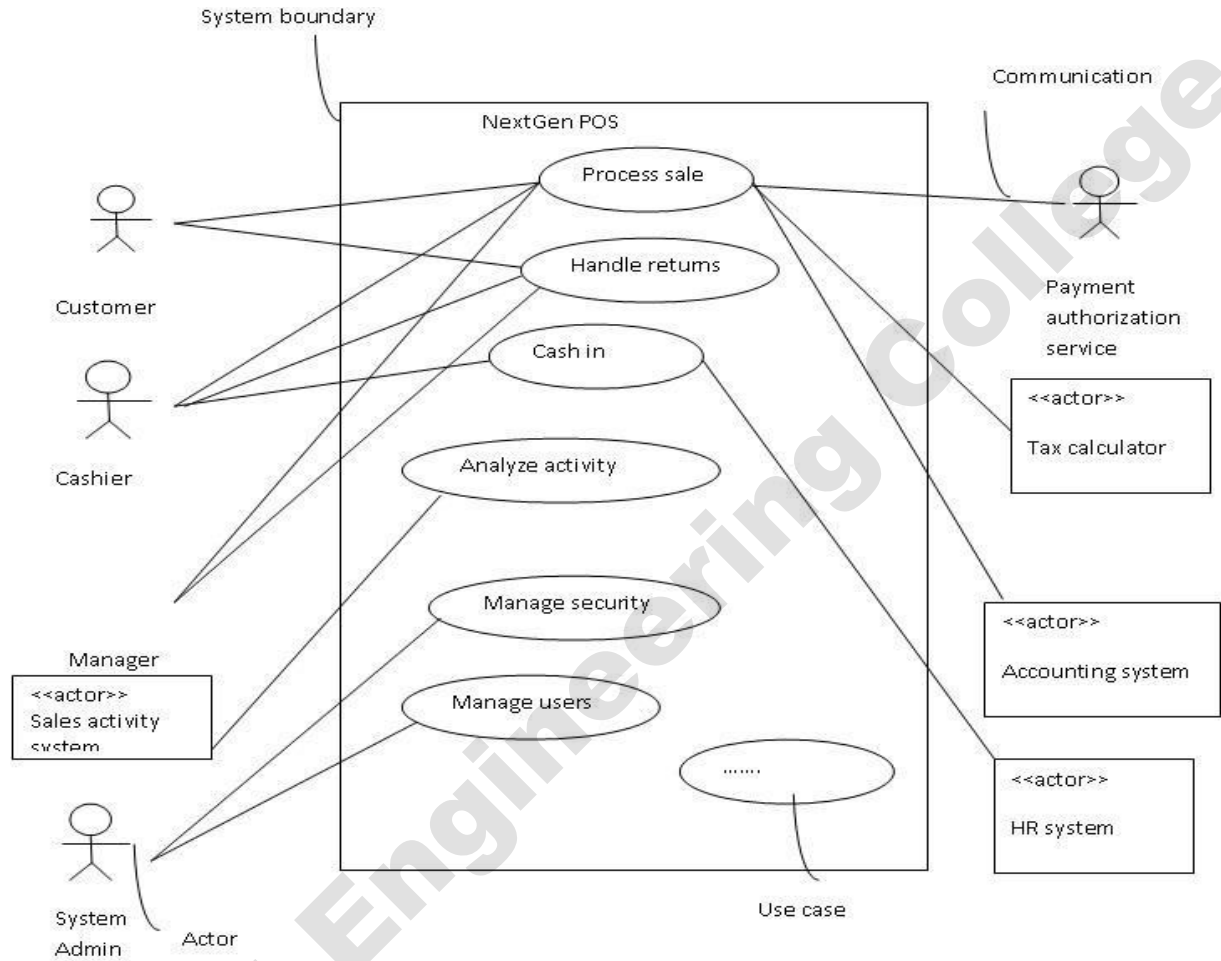 System boundary
Communication
NextGen POS
Process sale
Handle returns
Customer
Payment
authorization
service
Cash in
<<actor>>
Tax calculator
Analyze activity
Cashier
Manage security
<<actor>>
Accounting system
Manager
<<actor>>
Sales activity
system
Manage users
.......
<<actor>>
HR system
Use case
System
Admin
Actor
Engineering College